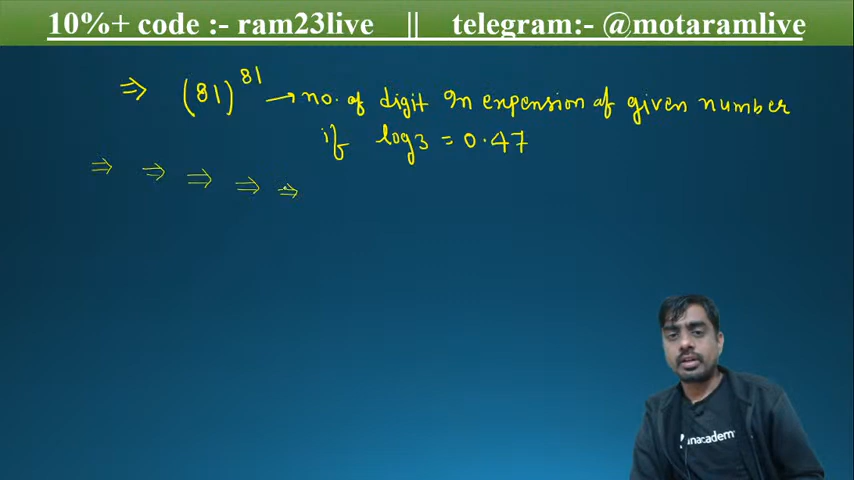 10%+ code :- ram23live || telegram:- @motaramlive
⇒ (81)^81 → no. of digit In expension of given number
if log3 = 0.47
⇒ ⇒ ⇒ ⇒ ⇒
unacademy